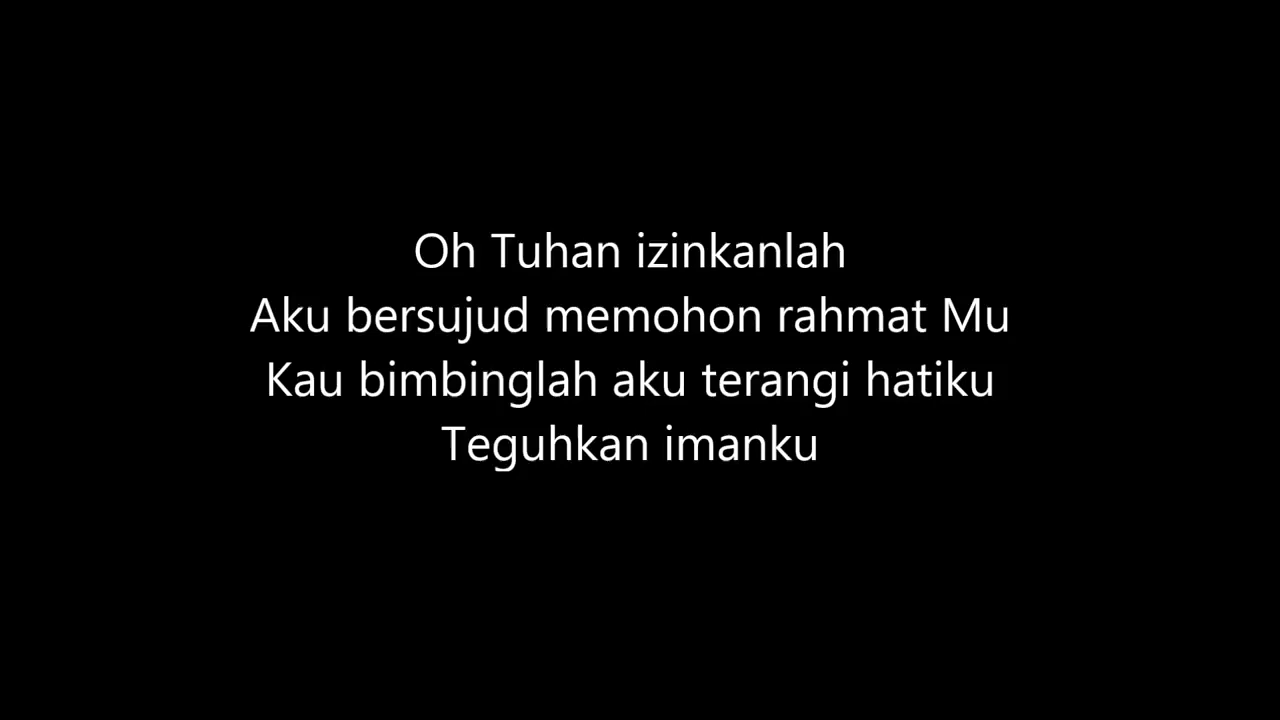 Oh Tuhan izinkanlah
Aku bersujud memohon rahmat Mu
Kau bimbinglah aku terangi hatiku
Teguhkan imanku